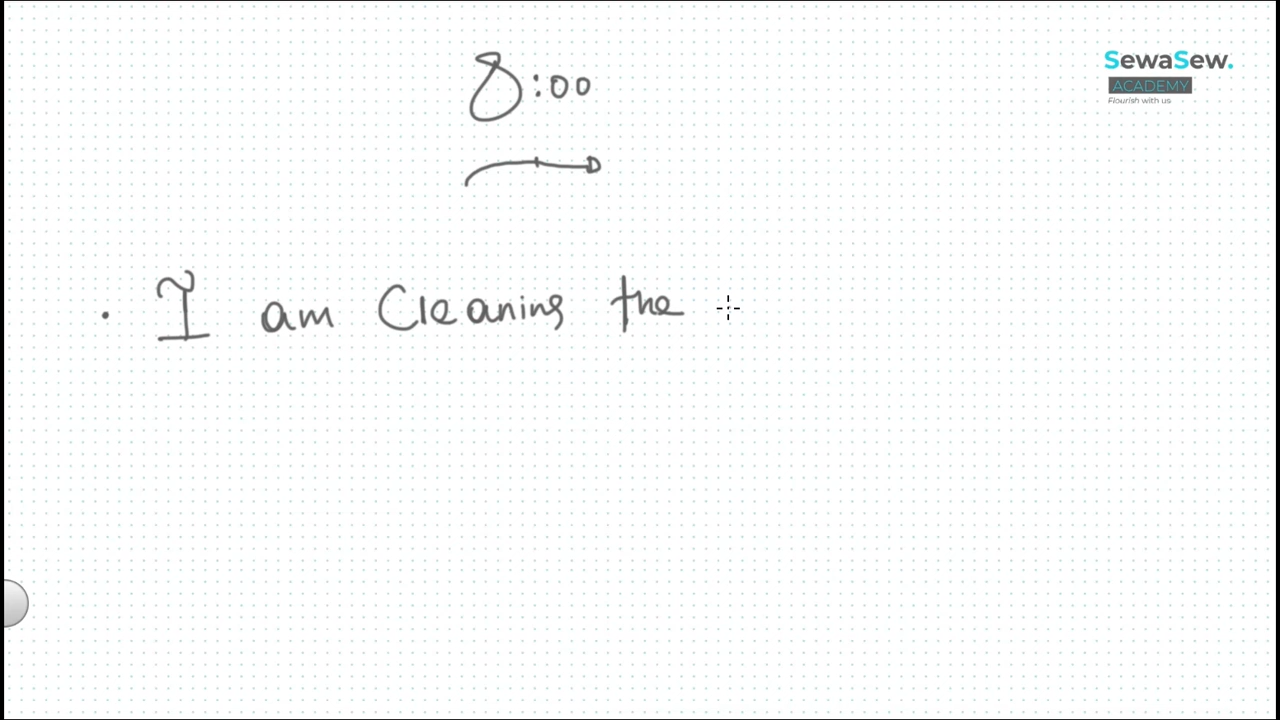 8:00
SewaSew.
ACADEMY
Flourish with us
. I am Cleaning the